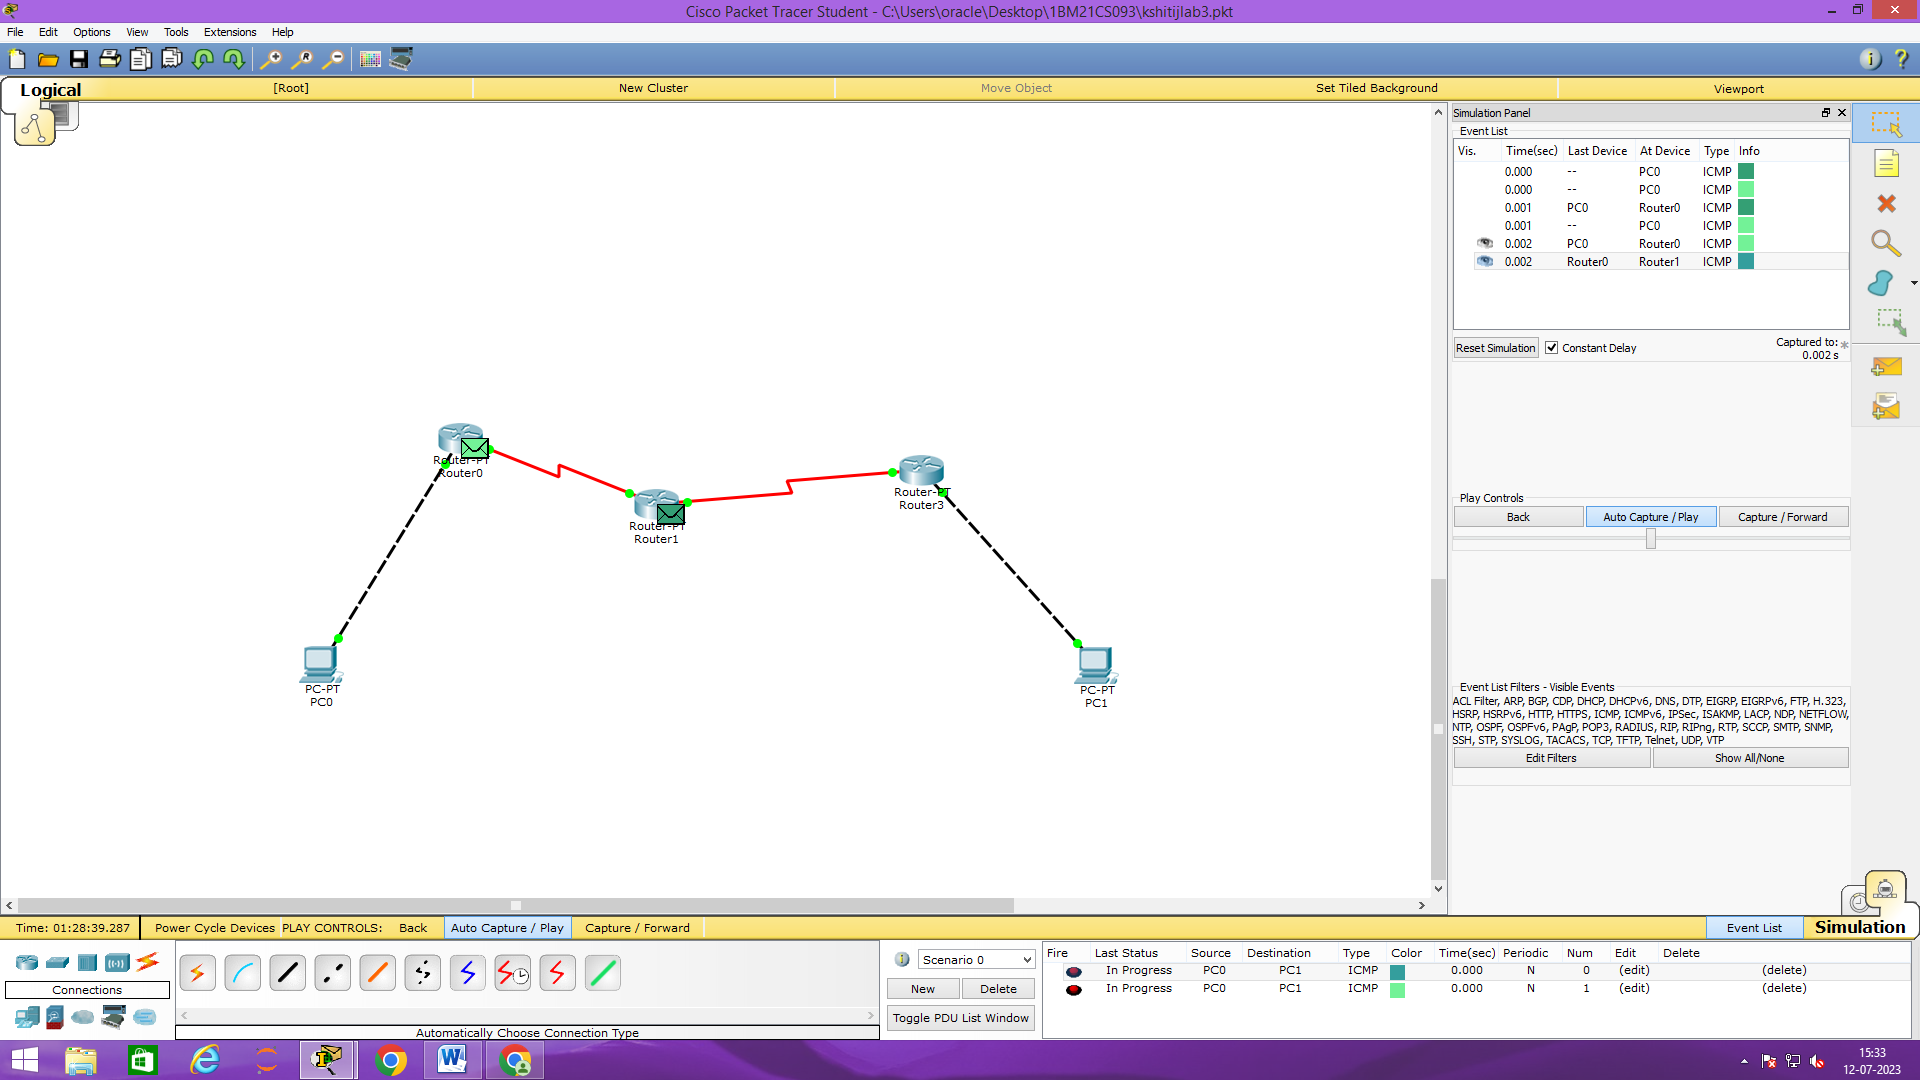 Cisco Packet Tracer Student - C:\Users\oracle\Desktop\1BM21CS093\kshitijlab3.pkt
File Edit Options View Tools Extensions Help
Logical [Root] New Cluster Move Object Set Tiled Background Viewport
Simulation Panel
Event List
Vis. Time(sec) Last Device At Device Type Info
0.000 -- PC0 ICMP
0.000 -- PC0 ICMP
0.001 PC0 Router0 ICMP
0.001 -- PC0 ICMP
0.002 PC0 Router0 ICMP
0.002 Router0 Router1 ICMP
Reset Simulation Constant Delay Captured to: *
0.002 s
Router-PT
Router0
Router-PT
Router1
Router-PT
Router3
PC-PT
PC0
PC-PT
PC1
Play Controls
Back Auto Capture / Play Capture / Forward
Event List Filters - Visible Events
ACL Filter, ARP, BGP, CDP, DHCP, DHCPv6, DNS, DTP, EIGRP, EIGRPv6, FTP, H.323,
HSRP, HSRPv6, HTTP, HTTPS, ICMP, ICMPv6, IPSec, ISAKMP, LACP, NDP, NETFLOW,
NTP, OSPF, OSPFv6, PAgP, POP3, RADIUS, RIP, RIPng, RTP, SCCP, SMTP, SNMP,
SSH, STP, SYSLOG, TACACS, TCP, TFTP, Telnet, UDP, VTP
Edit Filters Show All/None
Time: 01:28:39.287 Power Cycle Devices PLAY CONTROLS: Back Auto Capture / Play Capture / Forward Event List Simulation
Connections
Automatically Choose Connection Type
Scenario 0
New Delete
Toggle PDU List Window
Fire Last Status Source Destination Type Color Time(sec) Periodic Num Edit Delete
In Progress PC0 PC1 ICMP 0.000 N 0 (edit) (delete)
In Progress PC0 PC1 ICMP 0.000 N 1 (edit) (delete)
15:33
12-07-2023